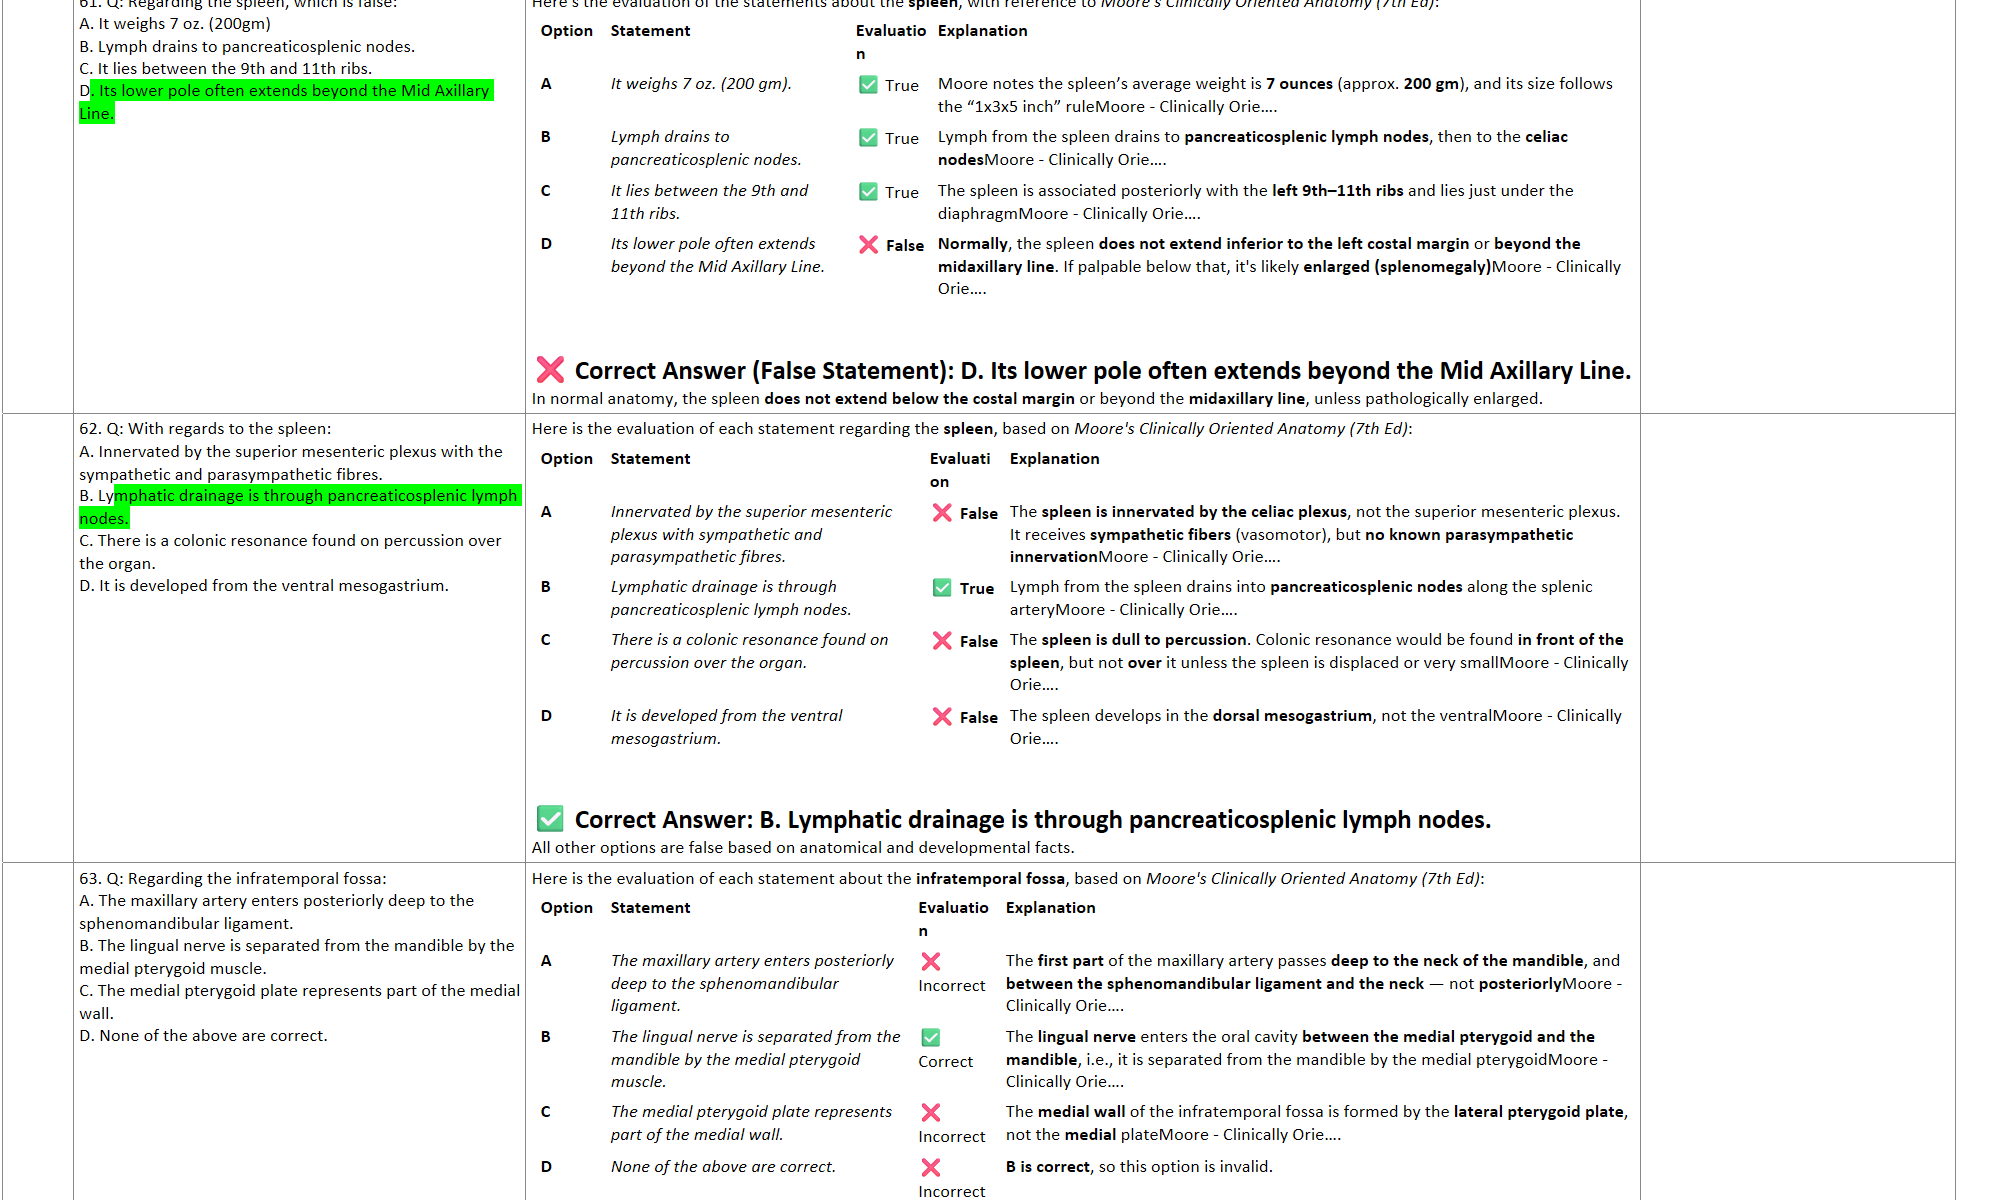 61. Q: Regarding the spleen, which is false:
A. It weighs 7 oz. (200gm)
B. Lymph drains to pancreaticosplenic nodes.
C. It lies between the 9th and 11th ribs.
D. Its lower pole often extends beyond the Mid Axillary
Line.
Here's the evaluation of the statements about the spleen, with reference to Moore's Clinically Oriented Anatomy (7th Ed):
Option Statement Evaluatio Explanation
n
A It weighs 7 oz. (200 gm). ✅ True Moore notes the spleen’s average weight is 7 ounces (approx. 200 gm), and its size follows
the “1x3x5 inch” ruleMoore - Clinically Orie….
B Lymph drains to ✅ True Lymph from the spleen drains to pancreaticosplenic lymph nodes, then to the celiac
pancreaticosplenic nodes. nodesMoore - Clinically Orie….
C It lies between the 9th and ✅ True The spleen is associated posteriorly with the left 9th–11th ribs and lies just under the
11th ribs. diaphragmMoore - Clinically Orie….
D Its lower pole often extends ❌ False Normally, the spleen does not extend inferior to the left costal margin or beyond the
beyond the Mid Axillary Line. midaxillary line. If palpable below that, it's likely enlarged (splenomegaly)Moore - Clinically
Orie….
❌ Correct Answer (False Statement): D. Its lower pole often extends beyond the Mid Axillary Line.
In normal anatomy, the spleen does not extend below the costal margin or beyond the midaxillary line, unless pathologically enlarged.
62. Q: With regards to the spleen:
A. Innervated by the superior mesenteric plexus with the
sympathetic and parasympathetic fibres.
B. Lymphatic drainage is through pancreaticosplenic lymph
nodes.
C. There is a colonic resonance found on percussion over
the organ.
D. It is developed from the ventral mesogastrium.
Here is the evaluation of each statement regarding the spleen, based on Moore's Clinically Oriented Anatomy (7th Ed):
Option Statement Evaluati Explanation
on
A Innervated by the superior mesenteric ❌ False The spleen is innervated by the celiac plexus, not the superior mesenteric plexus.
plexus with sympathetic and It receives sympathetic fibers (vasomotor), but no known parasympathetic
parasympathetic fibres. innervationMoore - Clinically Orie….
B Lymphatic drainage is through ✅ True Lymph from the spleen drains into pancreaticosplenic nodes along the splenic
pancreaticosplenic lymph nodes. arteryMoore - Clinically Orie….
C There is a colonic resonance found on ❌ False The spleen is dull to percussion. Colonic resonance would be found in front of the
percussion over the organ. spleen, but not over it unless the spleen is displaced or very smallMoore - Clinically
Orie….
D It is developed from the ventral ❌ False The spleen develops in the dorsal mesogastrium, not the ventralMoore - Clinically
mesogastrium. Orie….
✅ Correct Answer: B. Lymphatic drainage is through pancreaticosplenic lymph nodes.
All other options are false based on anatomical and developmental facts.
63. Q: Regarding the infratemporal fossa:
A. The maxillary artery enters posteriorly deep to the
sphenomandibular ligament.
B. The lingual nerve is separated from the mandible by the
medial pterygoid muscle.
C. The medial pterygoid plate represents part of the medial
wall.
D. None of the above are correct.
Here is the evaluation of each statement about the infratemporal fossa, based on Moore's Clinically Oriented Anatomy (7th Ed):
Option Statement Evaluatio Explanation
n
A The maxillary artery enters posteriorly ❌ The first part of the maxillary artery passes deep to the neck of the mandible, and
deep to the sphenomandibular Incorrect between the sphenomandibular ligament and the neck — not posteriorlyMoore -
ligament. Clinically Orie….
B The lingual nerve is separated from the ✅ The lingual nerve enters the oral cavity between the medial pterygoid and the
mandible by the medial pterygoid Correct mandible, i.e., it is separated from the mandible by the medial pterygoidMoore -
muscle. Clinically Orie….
C The medial pterygoid plate represents ❌ The medial wall of the infratemporal fossa is formed by the lateral pterygoid plate,
part of the medial wall. Incorrect not the medial plateMoore - Clinically Orie….
D None of the above are correct. ❌ B is correct, so this option is invalid.
Incorrect